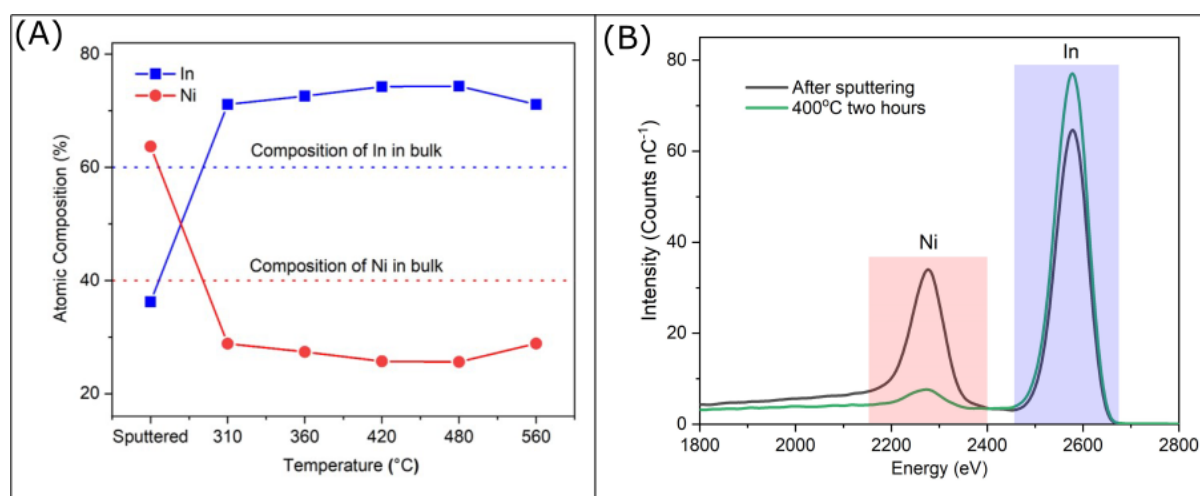 (A)
80
60
40
20
Atomic Composition (%)
In
Ni
Composition of In in bulk
Composition of Ni in bulk
Sputtered 310 360 420 480 560
Temperature (°C)
(B)
80
60
40
20
0
Intensity (Counts nC⁻¹)
After sputtering
400°C two hours
Ni
In
1800 2000 2200 2400 2600 2800
Energy (eV)